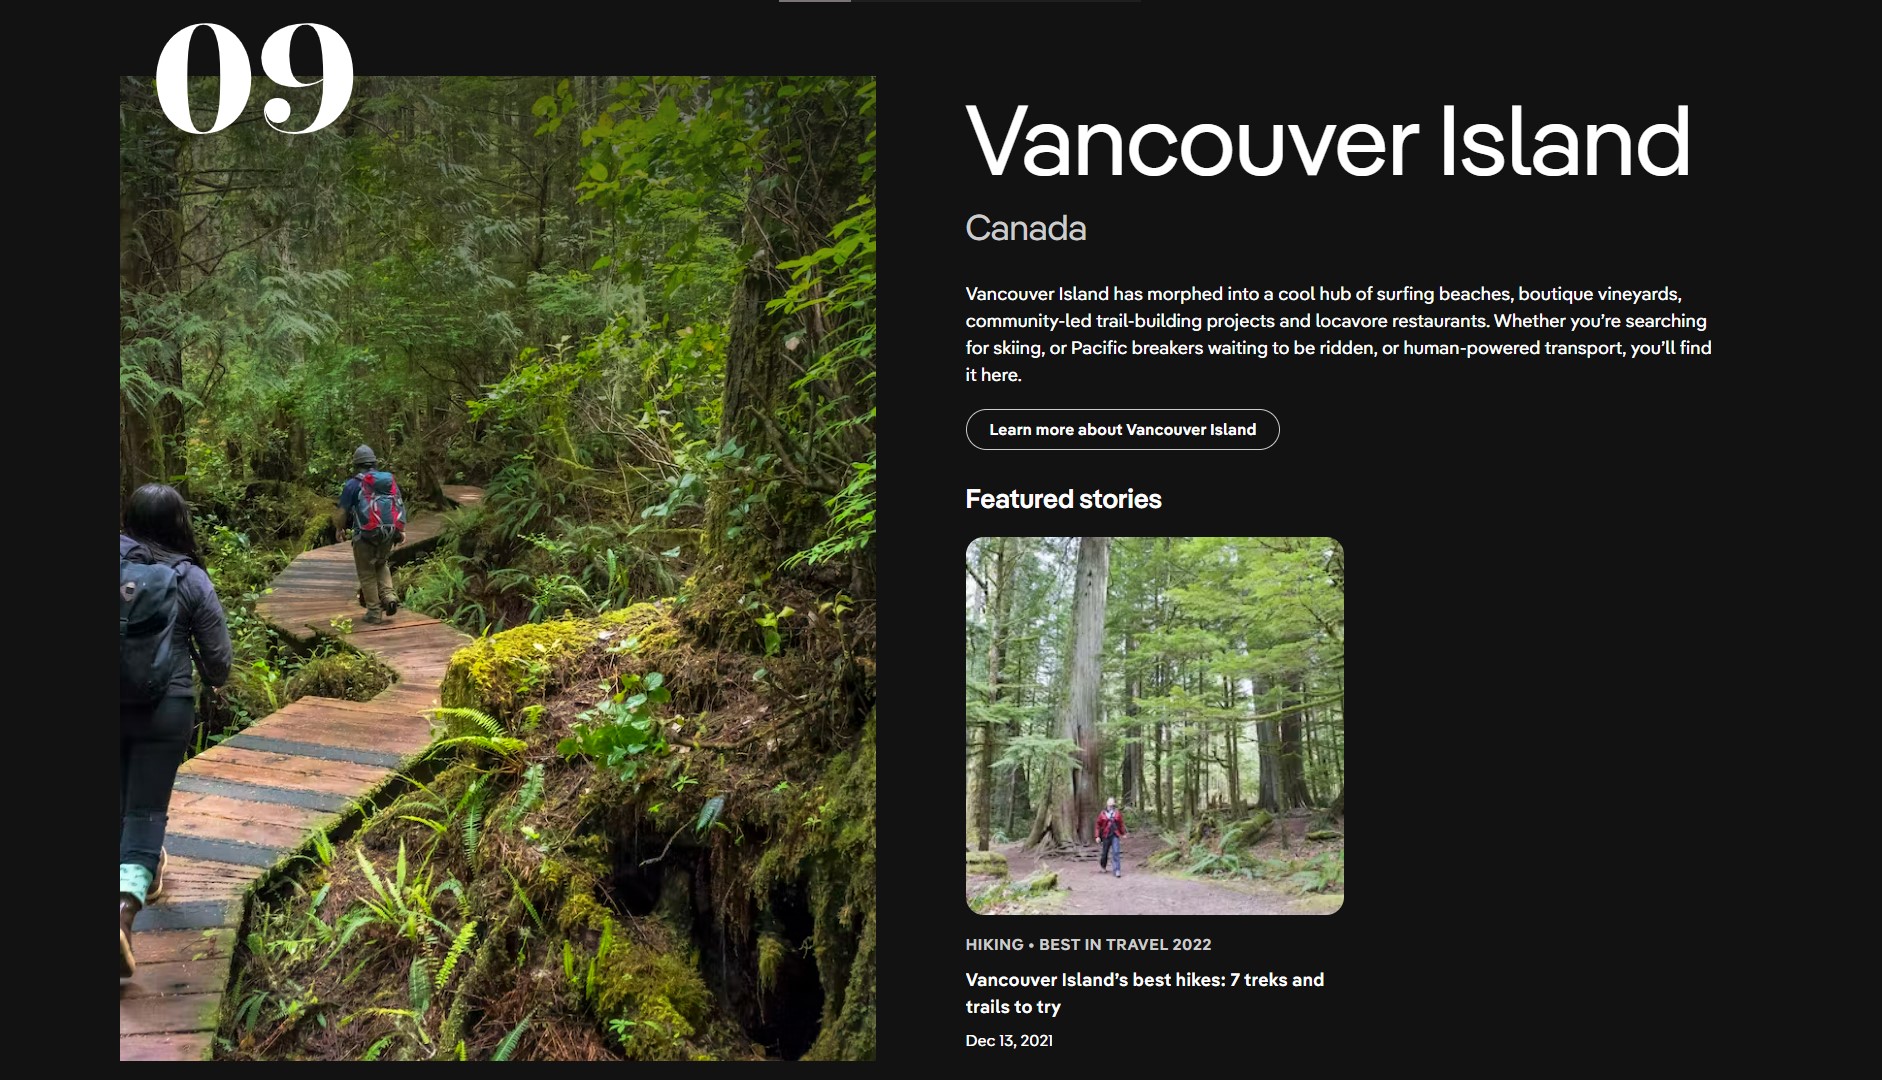 09
Vancouver Island
Canada
Vancouver Island has morphed into a cool hub of surfing beaches, boutique vineyards,
community-led trail-building projects and locavore restaurants. Whether you’re searching
for skiing, or Pacific breakers waiting to be ridden, or human-powered transport, you’ll find
it here.
Learn more about Vancouver Island
Featured stories
HIKING • BEST IN TRAVEL 2022
Vancouver Island’s best hikes: 7 treks and
trails to try
Dec 13, 2021